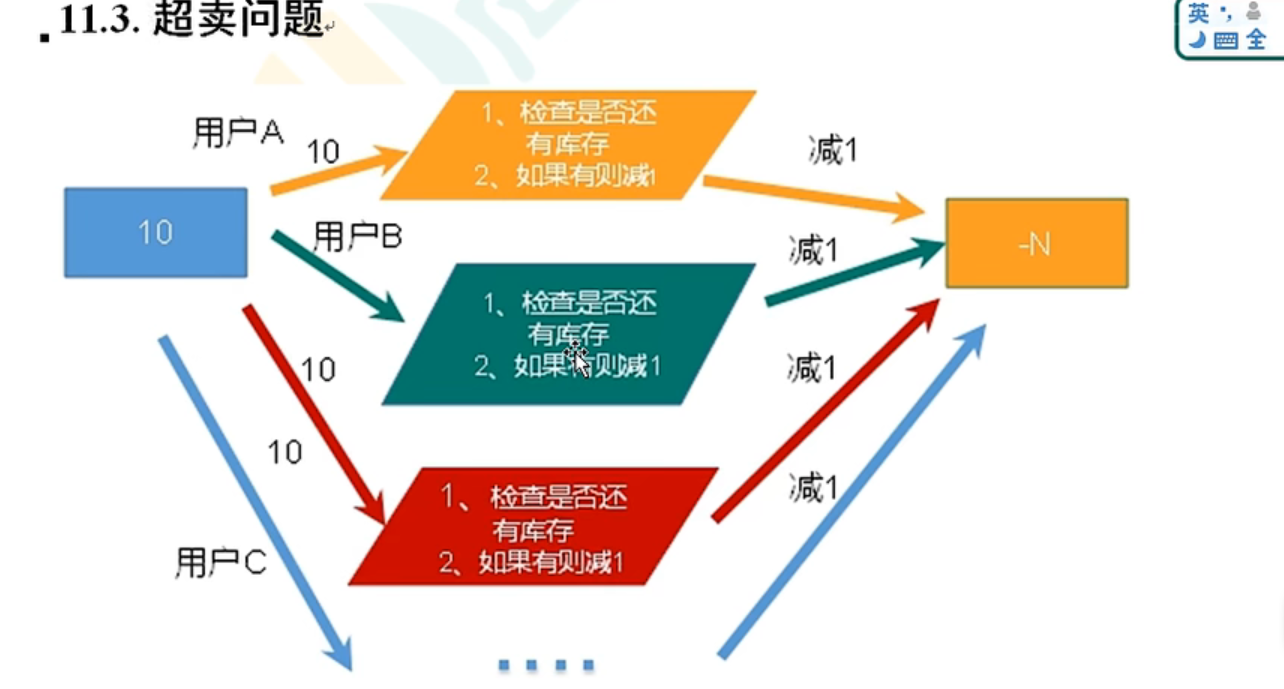 11.3. 超卖问题
英
全
用户A
10
1、检查是否还
有库存
2、如果有则减1
减1
10
用户B
减1
-N
1、检查是否还
有库存
2、如果有则减1
10
减1
10
1、检查是否还
有库存
2、如果有则减1
减1
用户C